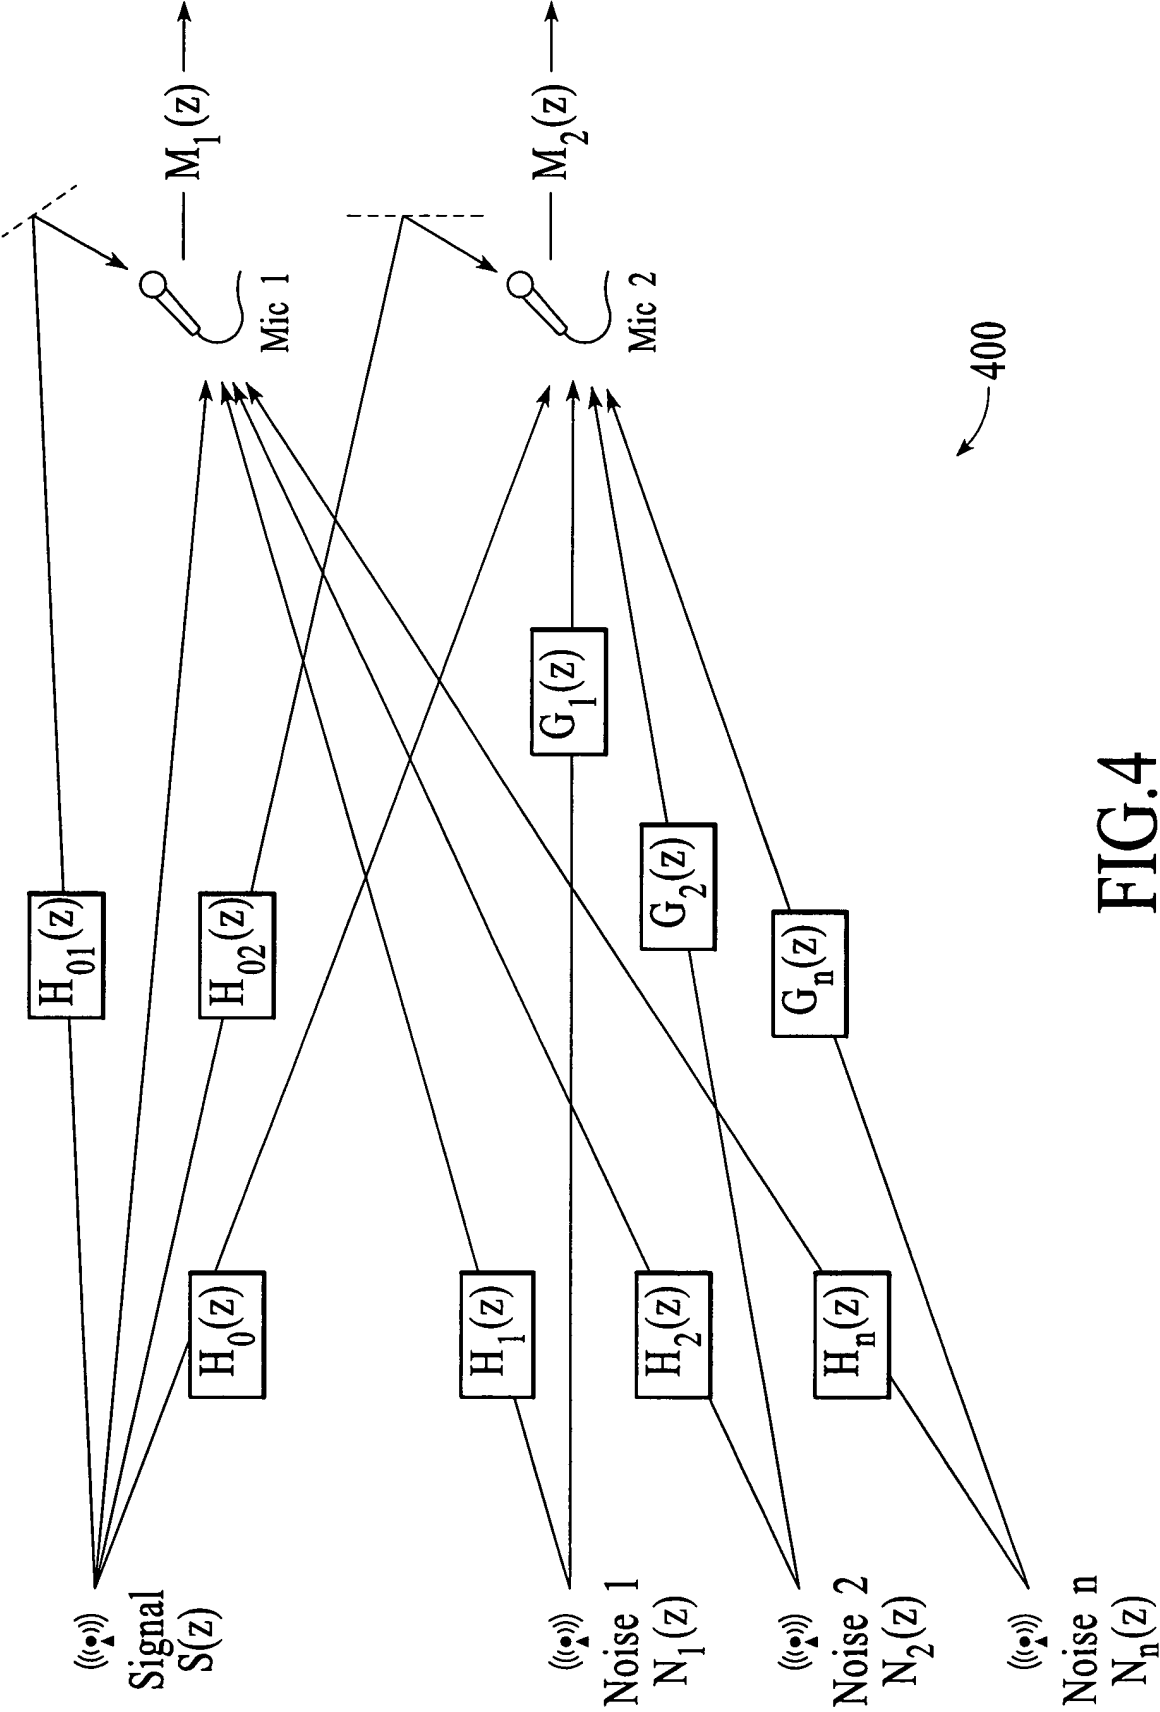 Signal
S(z)
H01(z)
H02(z)
H0(z)
Mic 1
M1(z)
Noise 1
N1(z)
H1(z)
G1(z)
Mic 2
M2(z)
Noise 2
N2(z)
H2(z)
G2(z)
Noise n
Nn(z)
Hn(z)
Gn(z)
400
FIG.4